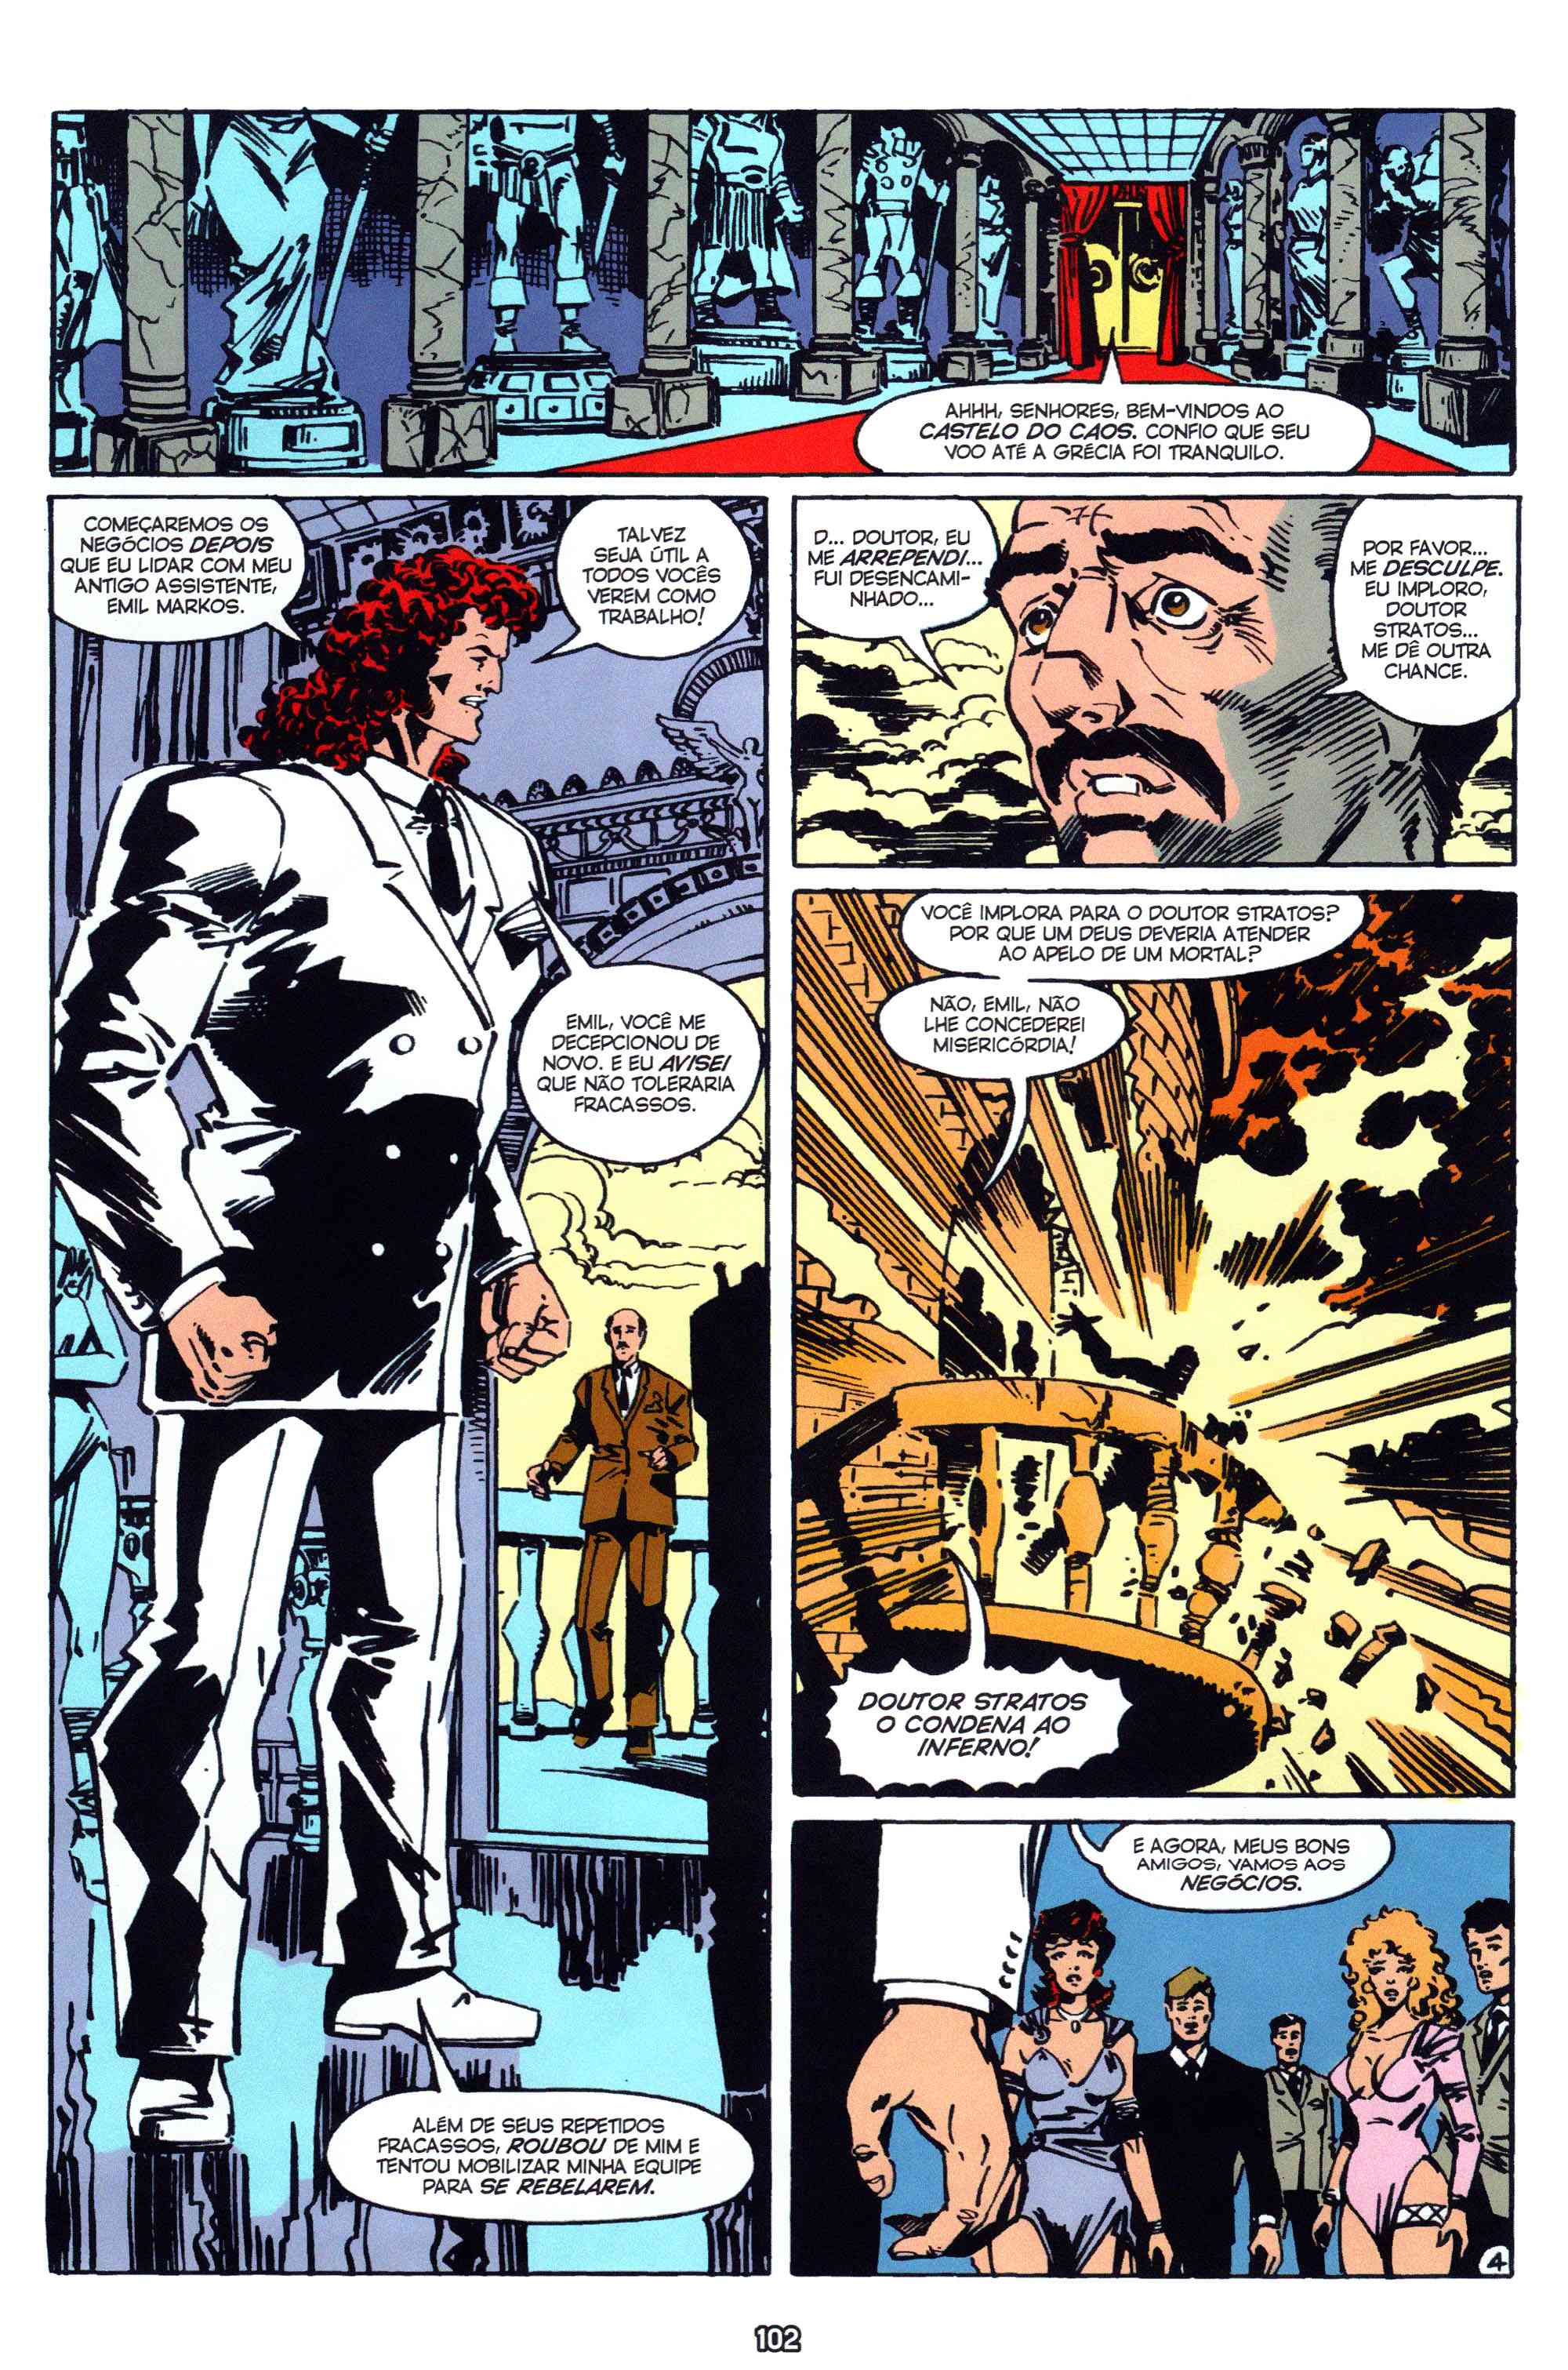 AHHH, SENHORES, BEM-VINDOS AO
CASTELO DO CAOS. CONFIO QUE SEU
VOO ATÉ A GRÉCIA FOI TRANQUILO.
COMEÇAREMOS OS
NEGÓCIOS DEPOIS
QUE EU LIDAR COM MEU
ANTIGO ASSISTENTE,
EMIL MARKOS.
TALVEZ
SEJA ÚTIL A
TODOS VOCÊS
VEREM COMO
TRABALHO!
EMIL, VOCÊ ME
DECEPCIONOU DE
NOVO. E EU AVISEI
QUE NÃO TOLERARIA
FRACASSOS.
ALÉM DE SEUS REPETIDOS
FRACASSOS, ROUBOU DE MIM E
TENTOU MOBILIZAR MINHA EQUIPE
PARA SE REBELAREM.
D... DOUTOR, EU
ME ARREPENDI...
FUI DESENCAMI-
NHADO...
POR FAVOR...
ME DESCULPE.
EU IMPLORO,
DOUTOR
STRATOS...
ME DÊ OUTRA
CHANCE.
VOCÊ IMPLORA PARA O DOUTOR STRATOS?
POR QUE UM DEUS DEVERIA ATENDER
AO APELO DE UM MORTAL?
NÃO, EMIL, NÃO
LHE CONCEDEREI
MISERICÓRDIA!
DOUTOR STRATOS
O CONDENA AO
INFERNO!
E AGORA, MEUS BONS
AMIGOS, VAMOS AOS
NEGÓCIOS.
4
102